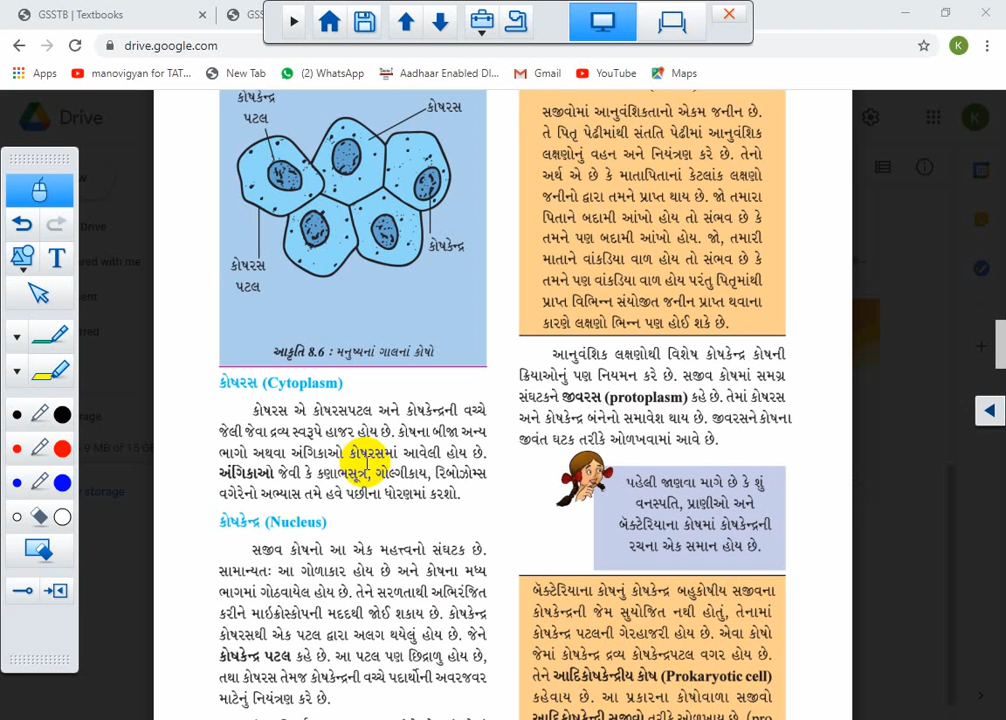 GSSTB | Textbooks
GS
drive.google.com
K
Apps
manovigyan for TAT...
New Tab
(2) WhatsApp
Aadhaar Enabled DI...
Gmail
YouTube
Maps
Drive
K
કોષકેન્દ્ર
પટલ
કોષરસ
કોષકેન્દ્ર
કોષરસ
પટલ
આકૃતિ 8.6 : મનુષ્યનાં ગાલનાં કોષો
કોષરસ (Cytoplasm)
કોષરસ એ કોષરસપટલ અને કોષકેન્દ્રની વચ્ચે
જેલી જેવા દ્રવ્ય સ્વરૂપે હાજર હોય છે. કોષના બીજા અન્ય
ભાગો અથવા અંગિકાઓ કોષરસમાં આવેલી હોય છે.
અંગિકાઓ જેવી કે કણાભસૂત્ર, ગોલ્ગીકાય, રિબોઝોમ્સ
વગેરેનો અભ્યાસ તમે હવે પછીના ધોરણમાં કરશો.
કોષકેન્દ્ર (Nucleus)
સજીવ કોષનો આ એક મહત્ત્વનો સંઘટક છે.
સામાન્યતઃ આ ગોળાકાર હોય છે અને કોષના મધ્ય
ભાગમાં ગોઠવાયેલ હોય છે. તેને સરળતાથી અભિરંજિત
કરીને માઇક્રોસ્કોપની મદદથી જોઈ શકાય છે. કોષકેન્દ્ર
કોષરસથી એક પટલ દ્વારા અલગ થયેલું હોય છે. જેને
કોષકેન્દ્ર પટલ કહે છે. આ પટલ પણ છિદ્રાળુ હોય છે,
તથા કોષરસ તેમજ કોષકેન્દ્રની વચ્ચે પદાર્થોની અવરજવર
માટેનું નિયંત્રણ કરે છે.
સજીવોમાં આનુવંશિકતાનો એકમ જનીન છે.
તે પિતૃ પેઢીમાંથી સંતતિ પેઢીમાં આનુવંશિક
લક્ષણોનું વહન અને નિયંત્રણ કરે છે. તેનો
અર્થ એ છે કે માતાપિતાનાં કેટલાંક લક્ષણો
જનીનો દ્વારા તમને પ્રાપ્ત થાય છે. જો તમારા
પિતાને બદામી આંખો હોય તો સંભવ છે કે
તમને પણ બદામી આંખો હોય. જો, તમારી
માતાને વાંકડિયા વાળ હોય તો સંભવ છે કે
તમને પણ વાંકડિયા વાળ હોય પરંતુ પિતૃમાંથી
પ્રાપ્ત વિભિન્ન સંયોજીત જનીન પ્રાપ્ત થવાના
કારણે લક્ષણો ભિન્ન પણ હોઈ શકે છે.
આનુવંશિક લક્ષણોથી વિશેષ કોષકેન્દ્ર કોષની
ક્રિયાઓનું પણ નિયમન કરે છે. સજીવ કોષમાં સમગ્ર
સંઘટકને જીવરસ (protoplasm) કહે છે. તેમાં કોષરસ
અને કોષકેન્દ્ર બંનેનો સમાવેશ થાય છે. જીવરસને કોષના
જીવંત ઘટક તરીકે ઓળખવામાં આવે છે.
પહેલી જાણવા માગે છે કે શું
વનસ્પતિ, પ્રાણીઓ અને
બૅક્ટેરિયાના કોષમાં કોષકેન્દ્રની
રચના એક સમાન હોય છે.
બૅક્ટેરિયાના કોષનું કોષકેન્દ્ર બહુકોષીય સજીવના
કોષકેન્દ્રની જેમ સુયોજિત નથી હોતું, તેનામાં
કોષકેન્દ્ર પટલની ગેરહાજરી હોય છે. એવા કોષો
જેમાં કોષકેન્દ્ર દ્રવ્ય કોષકેન્દ્રપટલ વગર હોય છે.
તેને આદિકોષકેન્દ્રીય કોષ (Prokaryotic cell)
કહેવાય છે. આ પ્રકારના કોષોવાળા સજીવો
આદિકોષકેન્દ્રી સજીવો તરીકે ઓળખાય છે. (pro